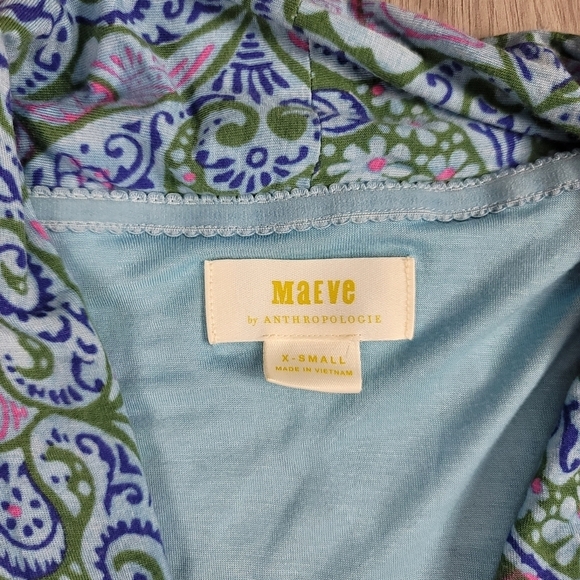 MAEVE
by ANTHROPOLOGIE
X-SMALL
MADE IN VIETNAM